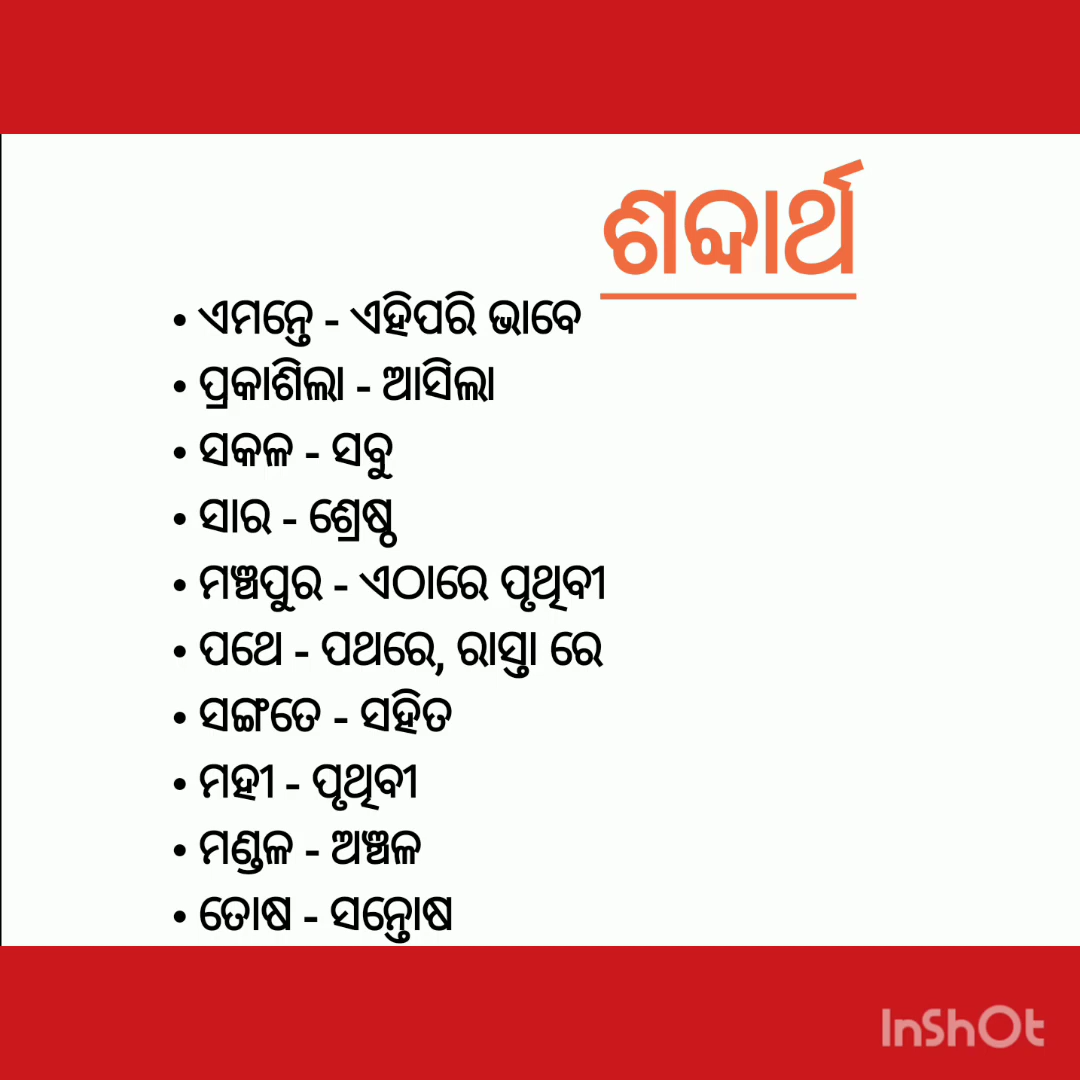 ଶବ୍ଦାର୍ଥ
• ଏମନ୍ତେ - ଏହିପରି ଭାବେ
• ପ୍ରକାଶିଲା - ଆସିଲା
• ସକଳ - ସବୁ
• ସାର - ଶ୍ରେଷ୍ଠ
• ମଞ୍ଚପୁର - ଏଠାରେ ପୃଥିବୀ
• ପଥେ - ପଥରେ, ରାସ୍ତା ରେ
• ସଙ୍ଗତେ - ସହିତ
• ମହୀ - ପୃଥିବୀ
• ମଣ୍ଡଳ - ଅଞ୍ଚଳ
• ତୋଷ - ସନ୍ତୋଷ
InShOt